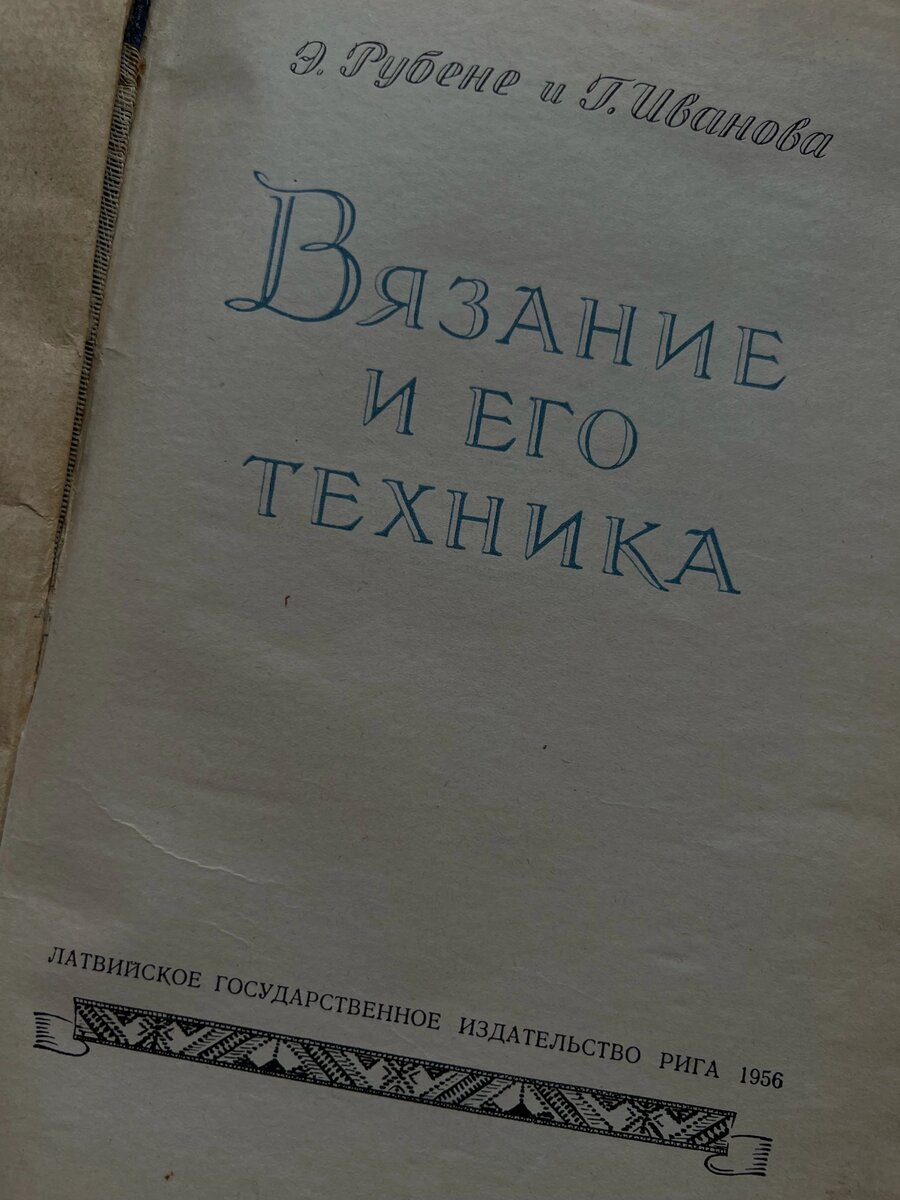 Э. Рубене и Г. Иванова
Вязание
и его
техника
ЛАТВИЙСКОЕ ГОСУДАРСТВЕННОЕ ИЗДАТЕЛЬСТВО РИГА 1956